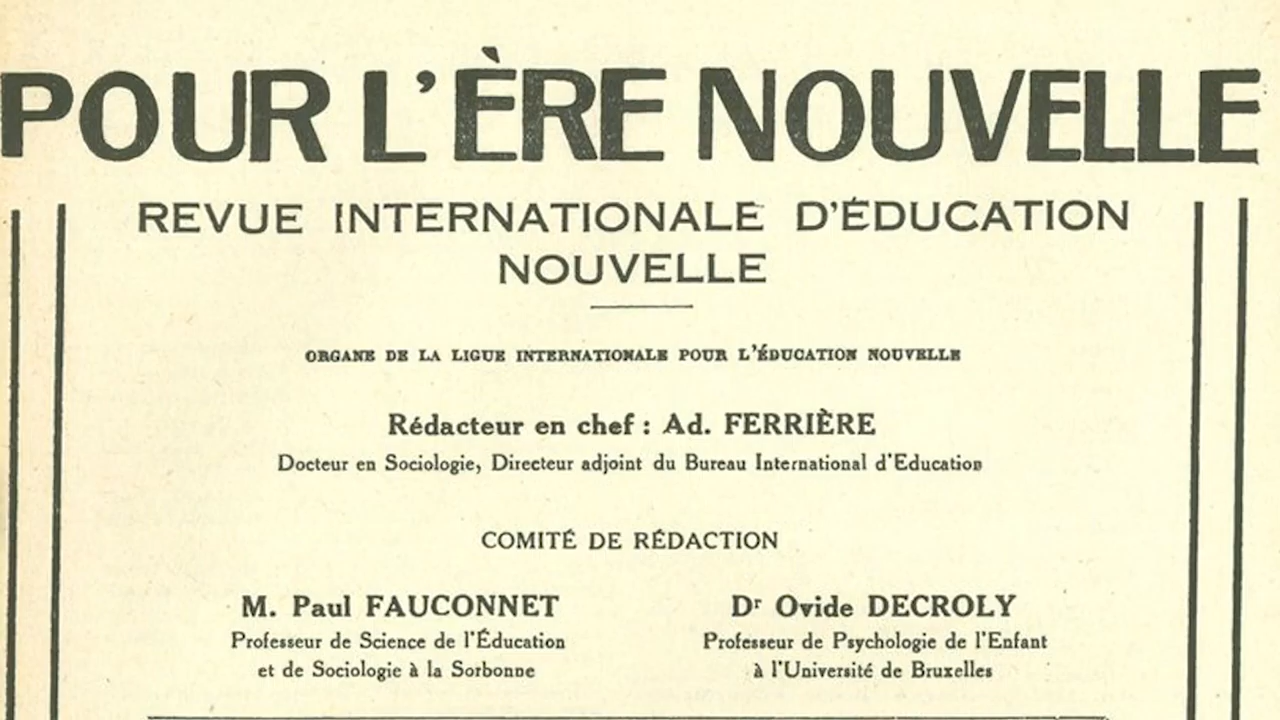 POUR L'ÈRE NOUVELLE
REVUE INTERNATIONALE D'ÉDUCATION
NOUVELLE
ORGANE DE LA LIGUE INTERNATIONALE POUR L'ÉDUCATION NOUVELLE
Rédacteur en chef : Ad. FERRIÈRE
Docteur en Sociologie, Directeur adjoint du Bureau International d'Education
COMITÉ DE RÉDACTION
M. Paul FAUCONNET
Professeur de Science de l'Éducation
et de Sociologie à la Sorbonne
Dr Ovide DECROLY
Professeur de Psychologie de l'Enfant
à l'Université de Bruxelles